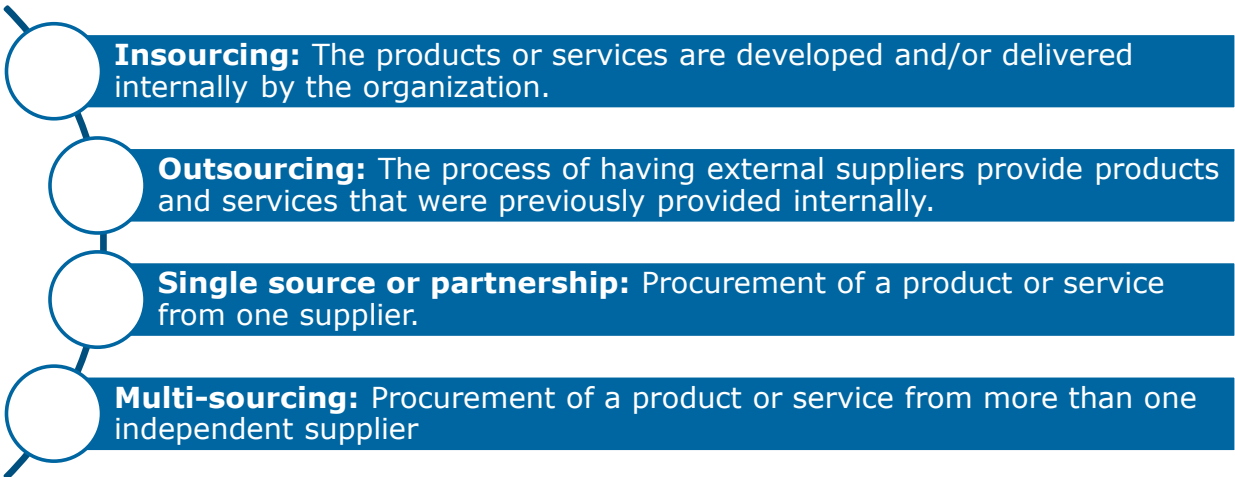 Insourcing: The products or services are developed and/or delivered
internally by the organization.
Outsourcing: The process of having external suppliers provide products
and services that were previously provided internally.
Single source or partnership: Procurement of a product or service
from one supplier.
Multi-sourcing: Procurement of a product or service from more than one
independent supplier